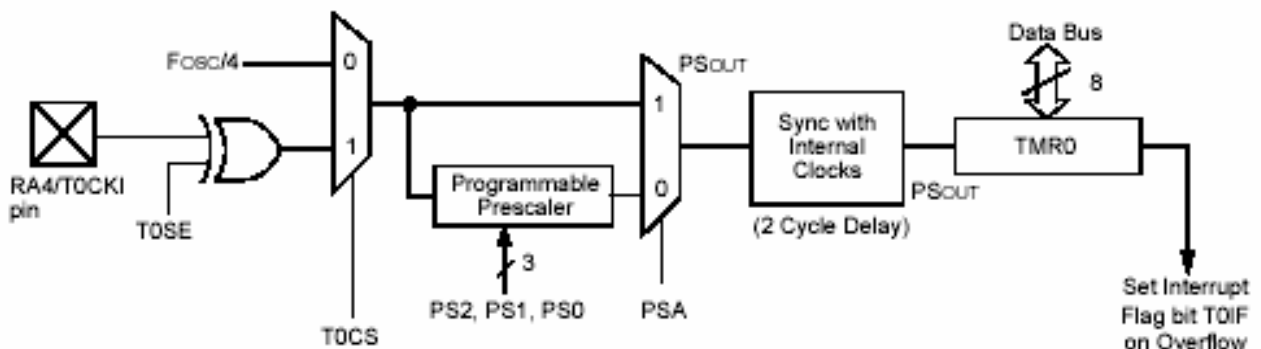 Data Bus
8
FOSC/4
0
PSOUT
1
1
Sync with
Internal
Clocks
TMR0
RA4/T0CKI
pin
T0SE
Programmable
Prescaler
0
PSOUT
(2 Cycle Delay)
3
PS2, PS1, PS0
PSA
T0CS
Set Interrupt
Flag bit T0IF
on Overflow